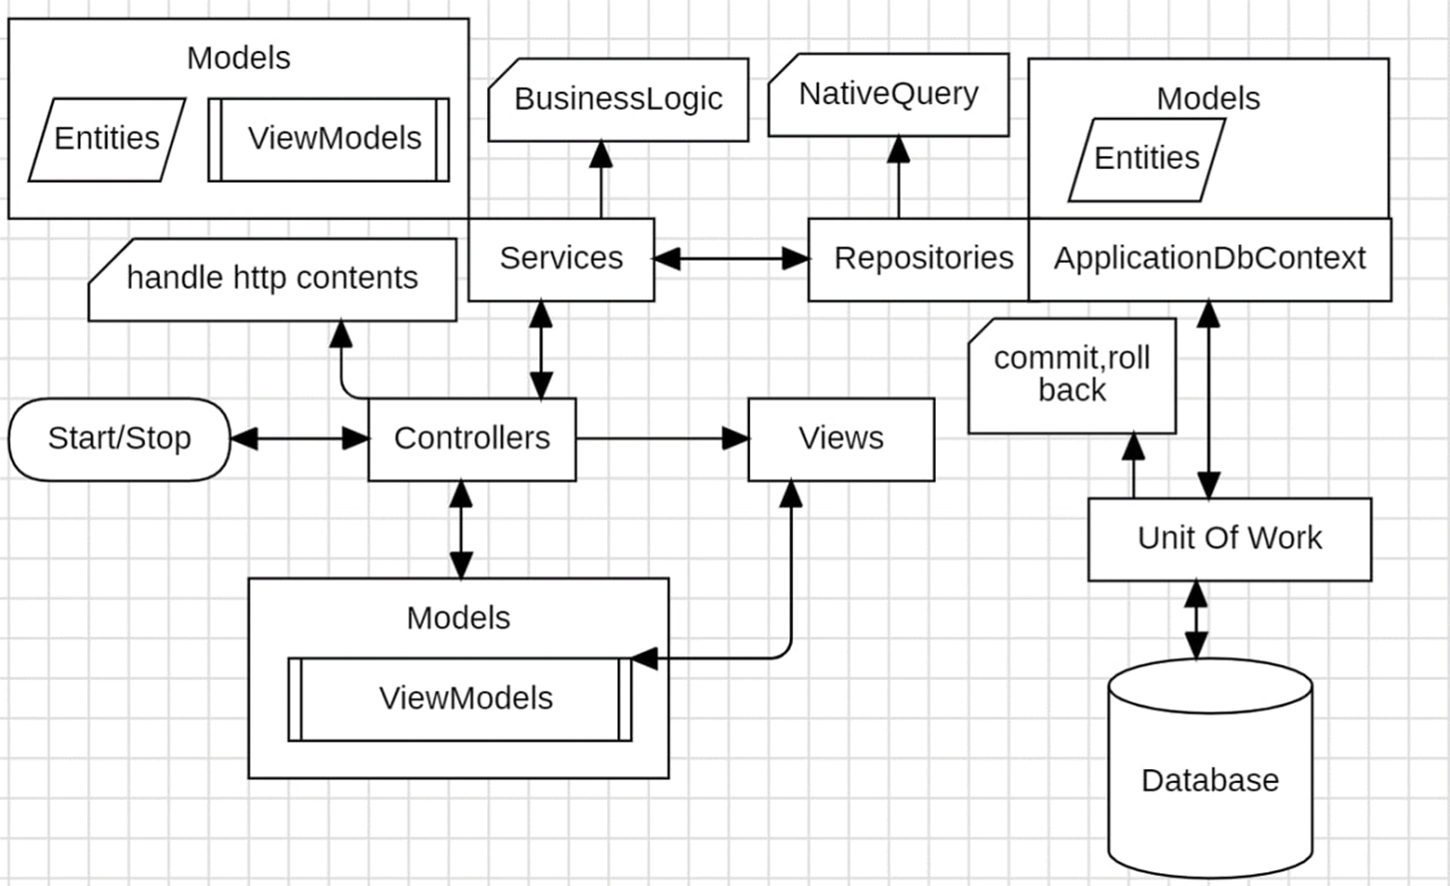 Models
Entities
ViewModels
BusinessLogic
NativeQuery
Models
Entities
handle http contents
Services
Repositories
ApplicationDbContext
commit,roll
back
Start/Stop
Controllers
Views
Unit Of Work
Models
ViewModels
Database